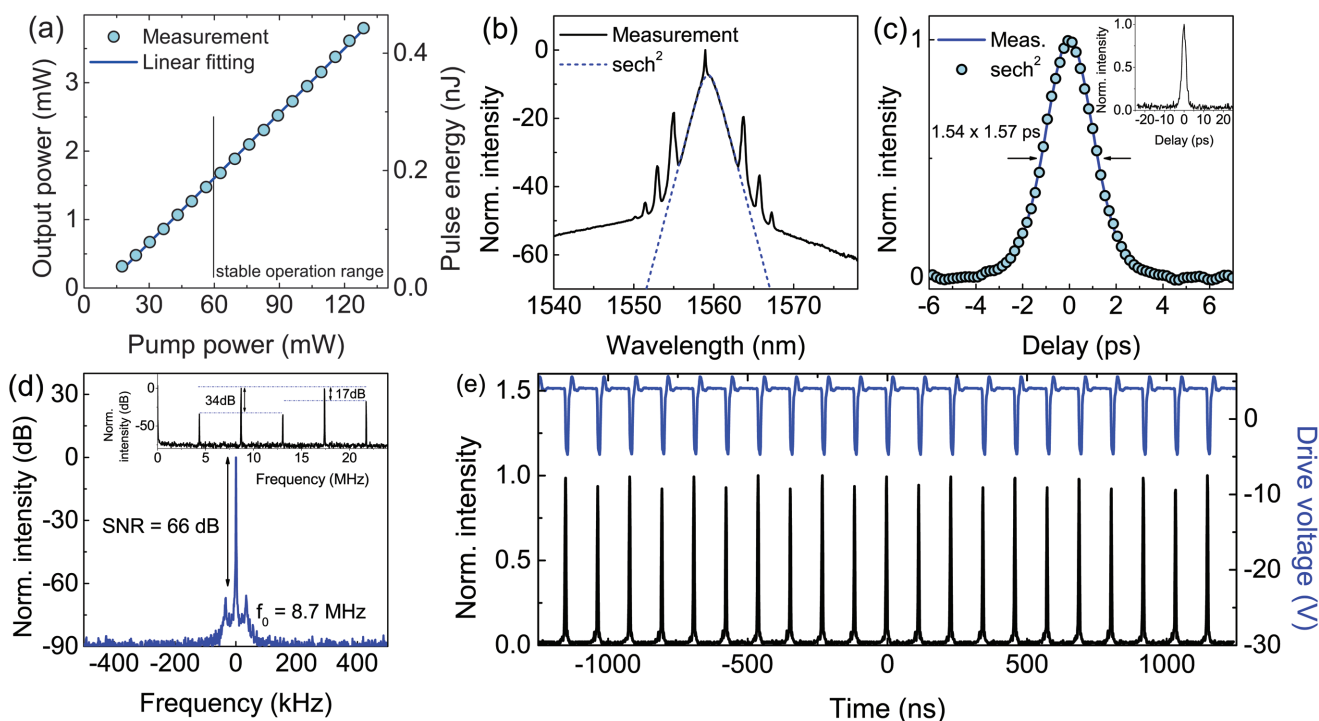 (a)
Measurement
Linear fitting
Output power (mW)
3
2
1
0
0.4
0.2
0.0
Pulse energy (nJ)
stable operation range
0 30 60 90 120
Pump power (mW)
(b)
Measurement
sech²
Norm. intensity
0
-20
-40
-60
1540 1550 1560 1570
Wavelength (nm)
(c)
Meas.
sech²
Norm. intensity
1
0
1.54 x 1.57 ps
-6 -4 -2 0 2 4 6
Delay (ps)
Norm. intensity
1.0
0.5
0.0
-20 -10 0 10 20
Delay (ps)
(d)
Norm. intensity (dB)
30
0
-30
-60
-90
SNR = 66 dB
f₀ = 8.7 MHz
-400 -200 0 200 400
Frequency (kHz)
Norm.
intensity (dB)
0
-75
34dB
17dB
0 5 10 15 20
Frequency (MHz)
(e)
Norm. intensity
1.5
1.0
0.5
0.0
0
-10
-20
-30
Drive voltage (V)
-1000 -500 0 500 1000
Time (ns)